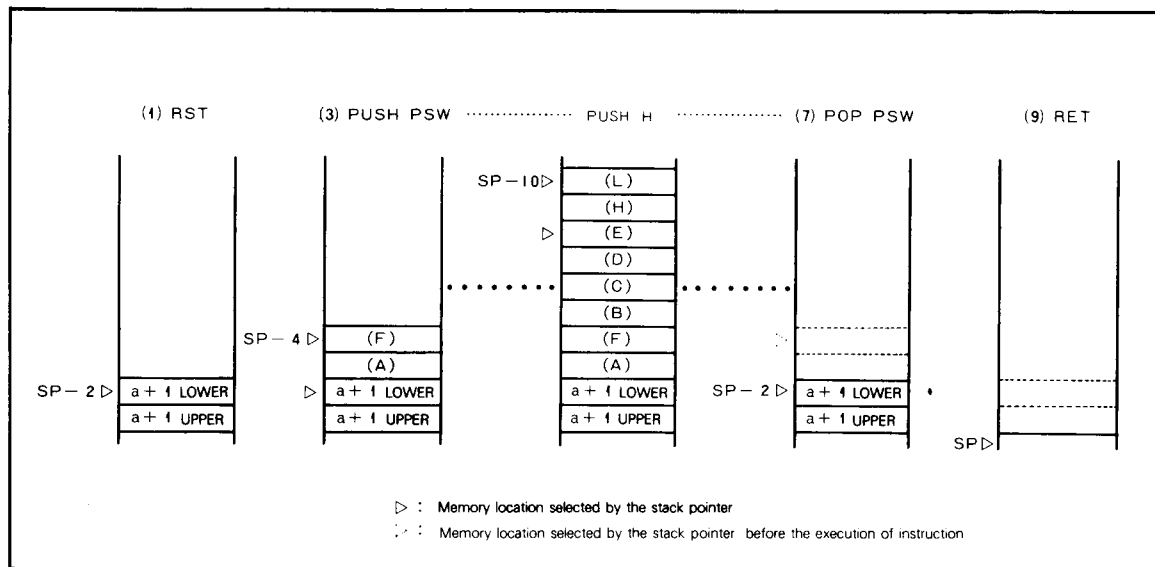 (1) RST (3) PUSH PSW ·············· PUSH H ·············· (7) POP PSW (9) RET
SP-10 ▷ (L)
(H)
▷ (E)
(D)
(C)
(B)
SP-4 ▷ (F) (F)
(A) (A)
SP-2 ▷ a+1 LOWER ▷ a+1 LOWER a+1 LOWER SP-2 ▷ a+1 LOWER
a+1 UPPER a+1 UPPER a+1 UPPER a+1 UPPER
SP ▷
▷ : Memory location selected by the stack pointer
▷ : Memory location selected by the stack pointer before the execution of instruction